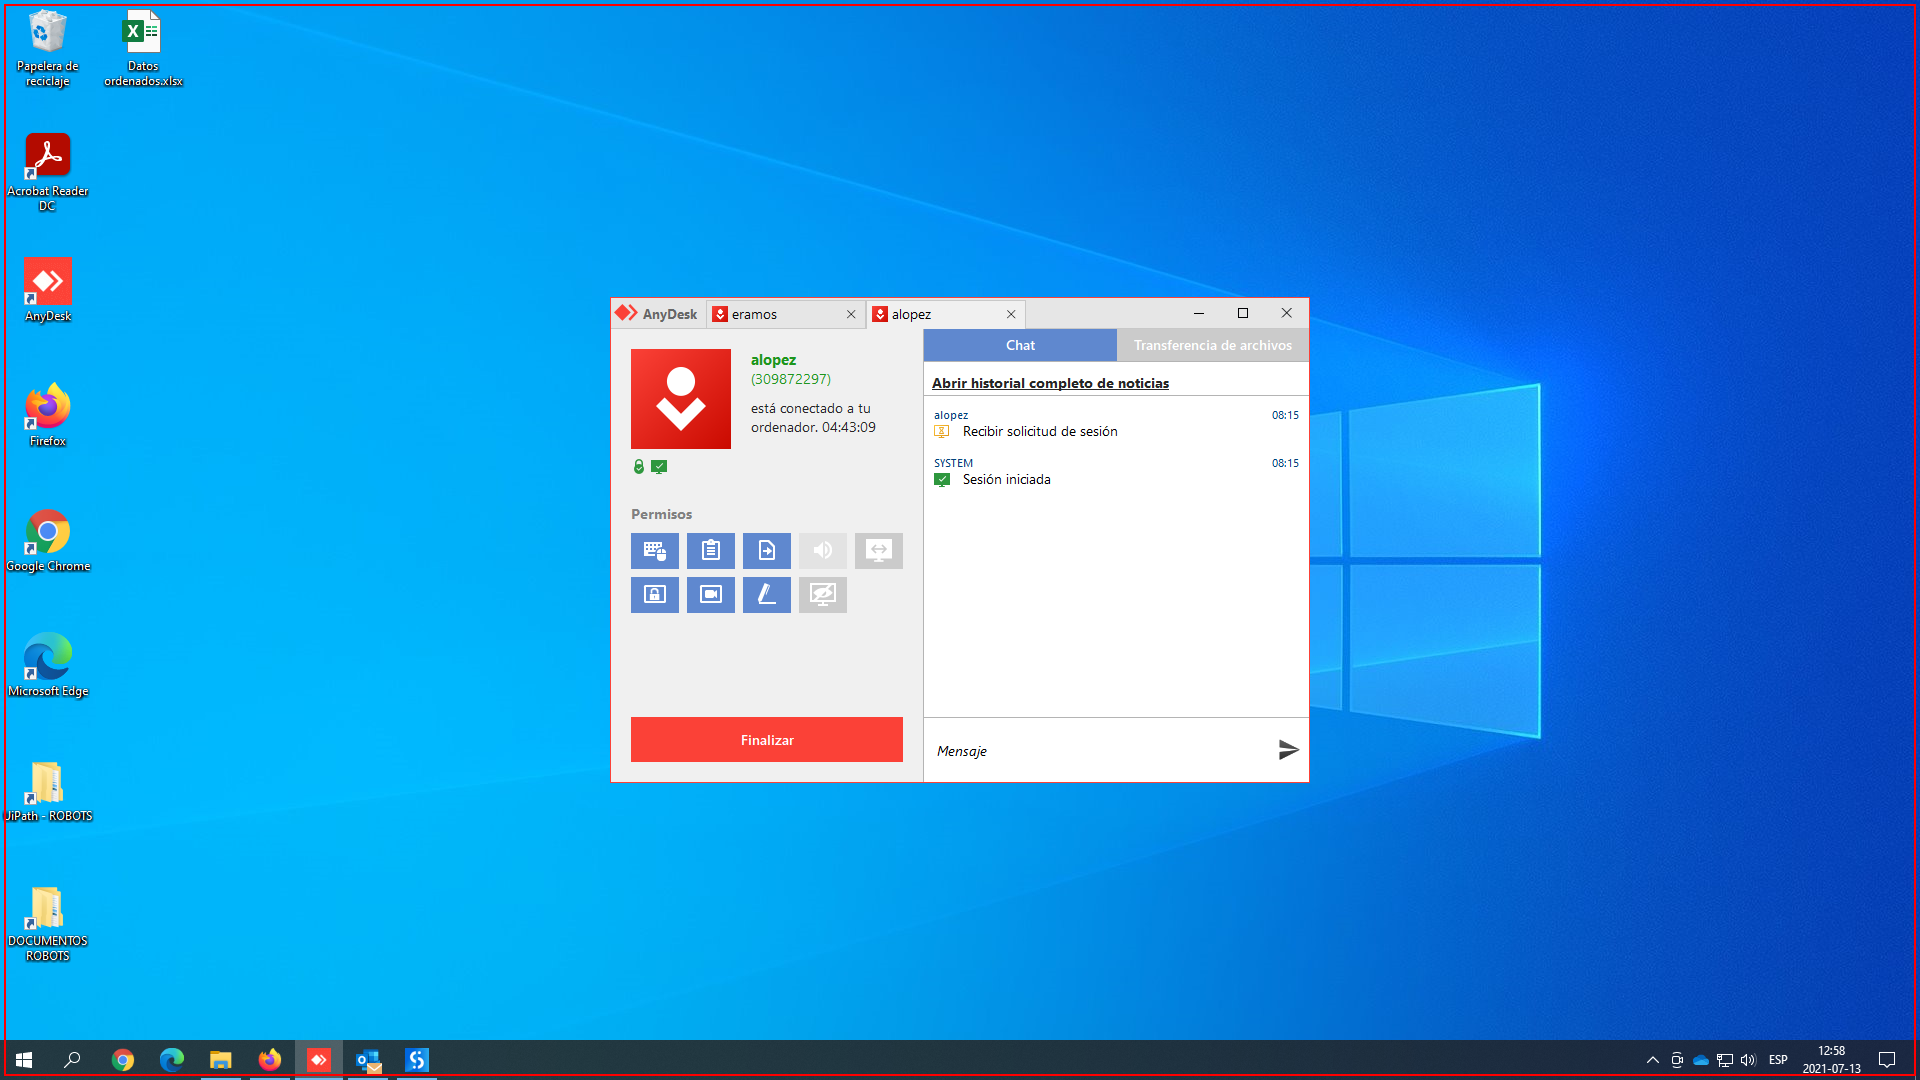 Papelera de
reciclaje
Datos
ordenados.xlsx
Acrobat Reader
DC
AnyDesk
Firefox
Google Chrome
Microsoft Edge
UiPath - ROBOTS
DOCUMENTOS
ROBOTS
AnyDesk
eramos
alopez
alopez
(309872297)
está conectado a tu
ordenador. 04:43:09
Permisos
Finalizar
Chat
Transferencia de archivos
Abrir historial completo de noticias
alopez 08:15
Recibir solicitud de sesión
SYSTEM 08:15
Sesión iniciada
Mensaje
ESP
12:58
2021-07-13